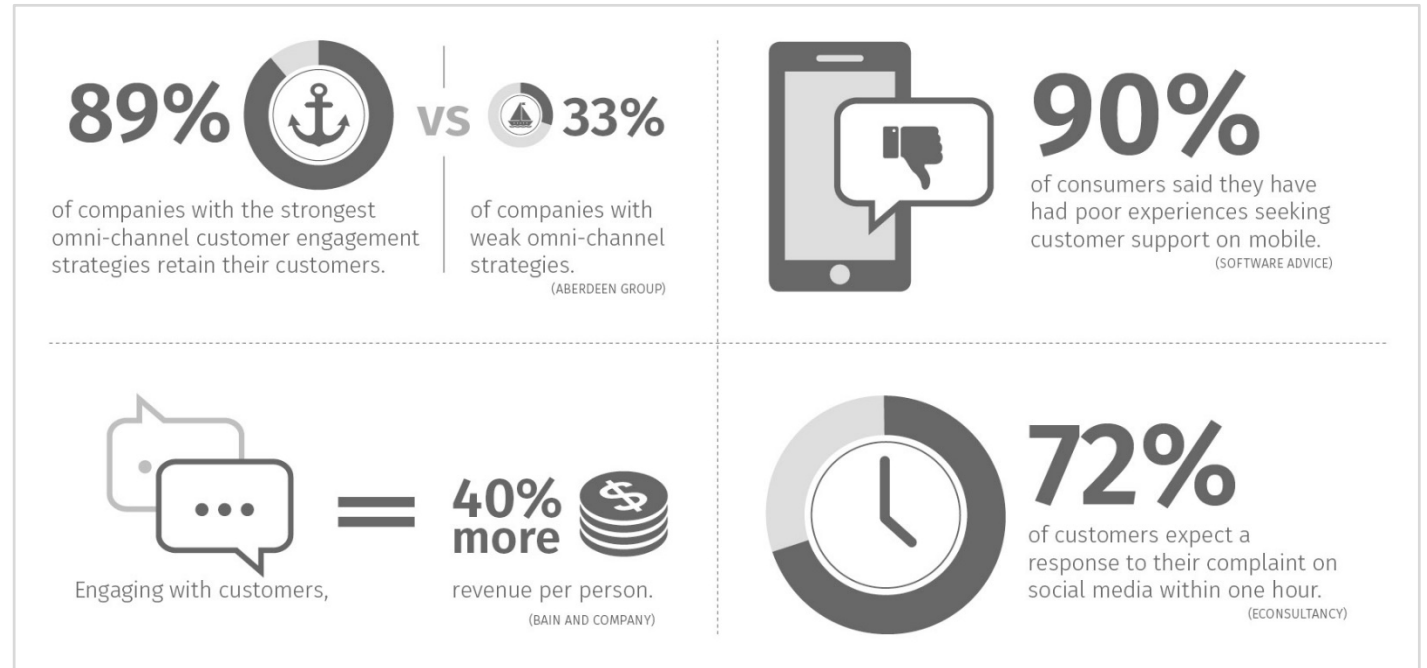 89%
of companies with the strongest
omni-channel customer engagement
strategies retain their customers.
vs
33%
of companies with
weak omni-channel
strategies.
(ABERDEEN GROUP)
90%
of consumers said they have
had poor experiences seeking
customer support on mobile.
(SOFTWARE ADVICE)
Engaging with customers,
=
40%
more
$
revenue per person.
(BAIN AND COMPANY)
72%
of customers expect a
response to their complaint on
social media within one hour.
(ECONSULTANCY)